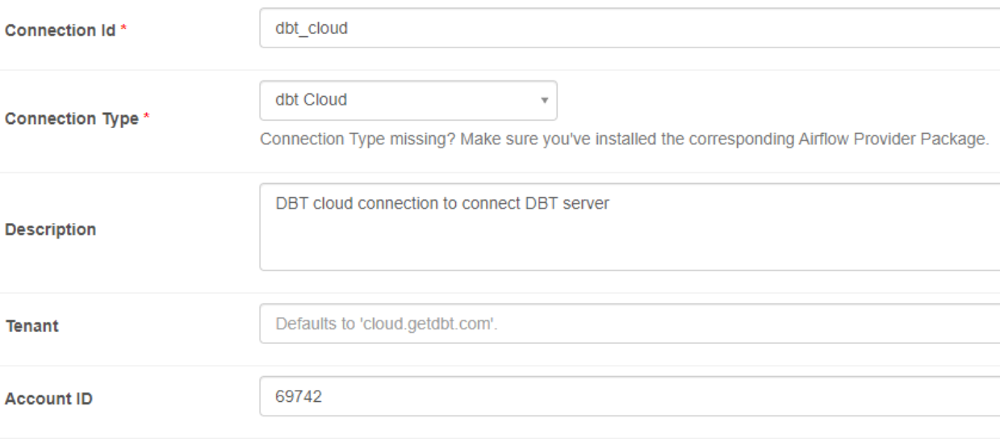 Connection Id * dbt_cloud
Connection Type * dbt Cloud
Connection Type missing? Make sure you've installed the corresponding Airflow Provider Package.
Description DBT cloud connection to connect DBT server
Tenant Defaults to 'cloud.getdbt.com'.
Account ID 69742